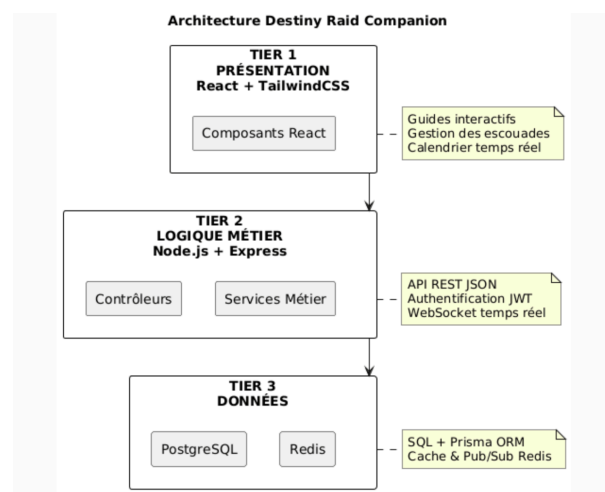 Architecture Destiny Raid Companion
TIER 1
PRÉSENTATION
React + TailwindCSS
Composants React
Guides interactifs
Gestion des escouades
Calendrier temps réel
TIER 2
LOGIQUE MÉTIER
Node.js + Express
Contrôleurs
Services Métier
API REST JSON
Authentification JWT
WebSocket temps réel
TIER 3
DONNÉES
PostgreSQL
Redis
SQL + Prisma ORM
Cache & Pub/Sub Redis